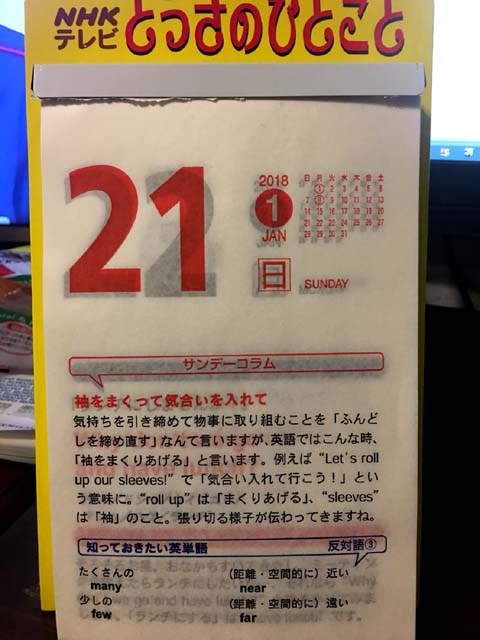 NHK
テレビ とっさのひとこと
21
2018
1
JAN
日 月 火 水 木 金 土
1 2 3 4 5 6
7 8 9 10 11 12 13
14 15 16 17 18 19 20
21 22 23 24 25 26 27
28 29 30 31
日 SUNDAY
サンデーコラム
袖をまくって気合いを入れて
気持ちを引き締めて物事に取り組むことを「ふんど
しを締め直す」なんて言いますが、英語ではこんな時、
「袖をまくりあげる」と言います。例えば “Let's roll
up our sleeves!” で「気合い入れて行こう！」とい
う意味に。“roll up” は「まくりあげる」、“sleeves”
は「袖」のこと。張り切る様子が伝わってきますね。
知っておきたい英単語 反対語③
たくさんの (距離・空間的に) 近い
many near
少しの (距離・空間的に) 遠い
few far